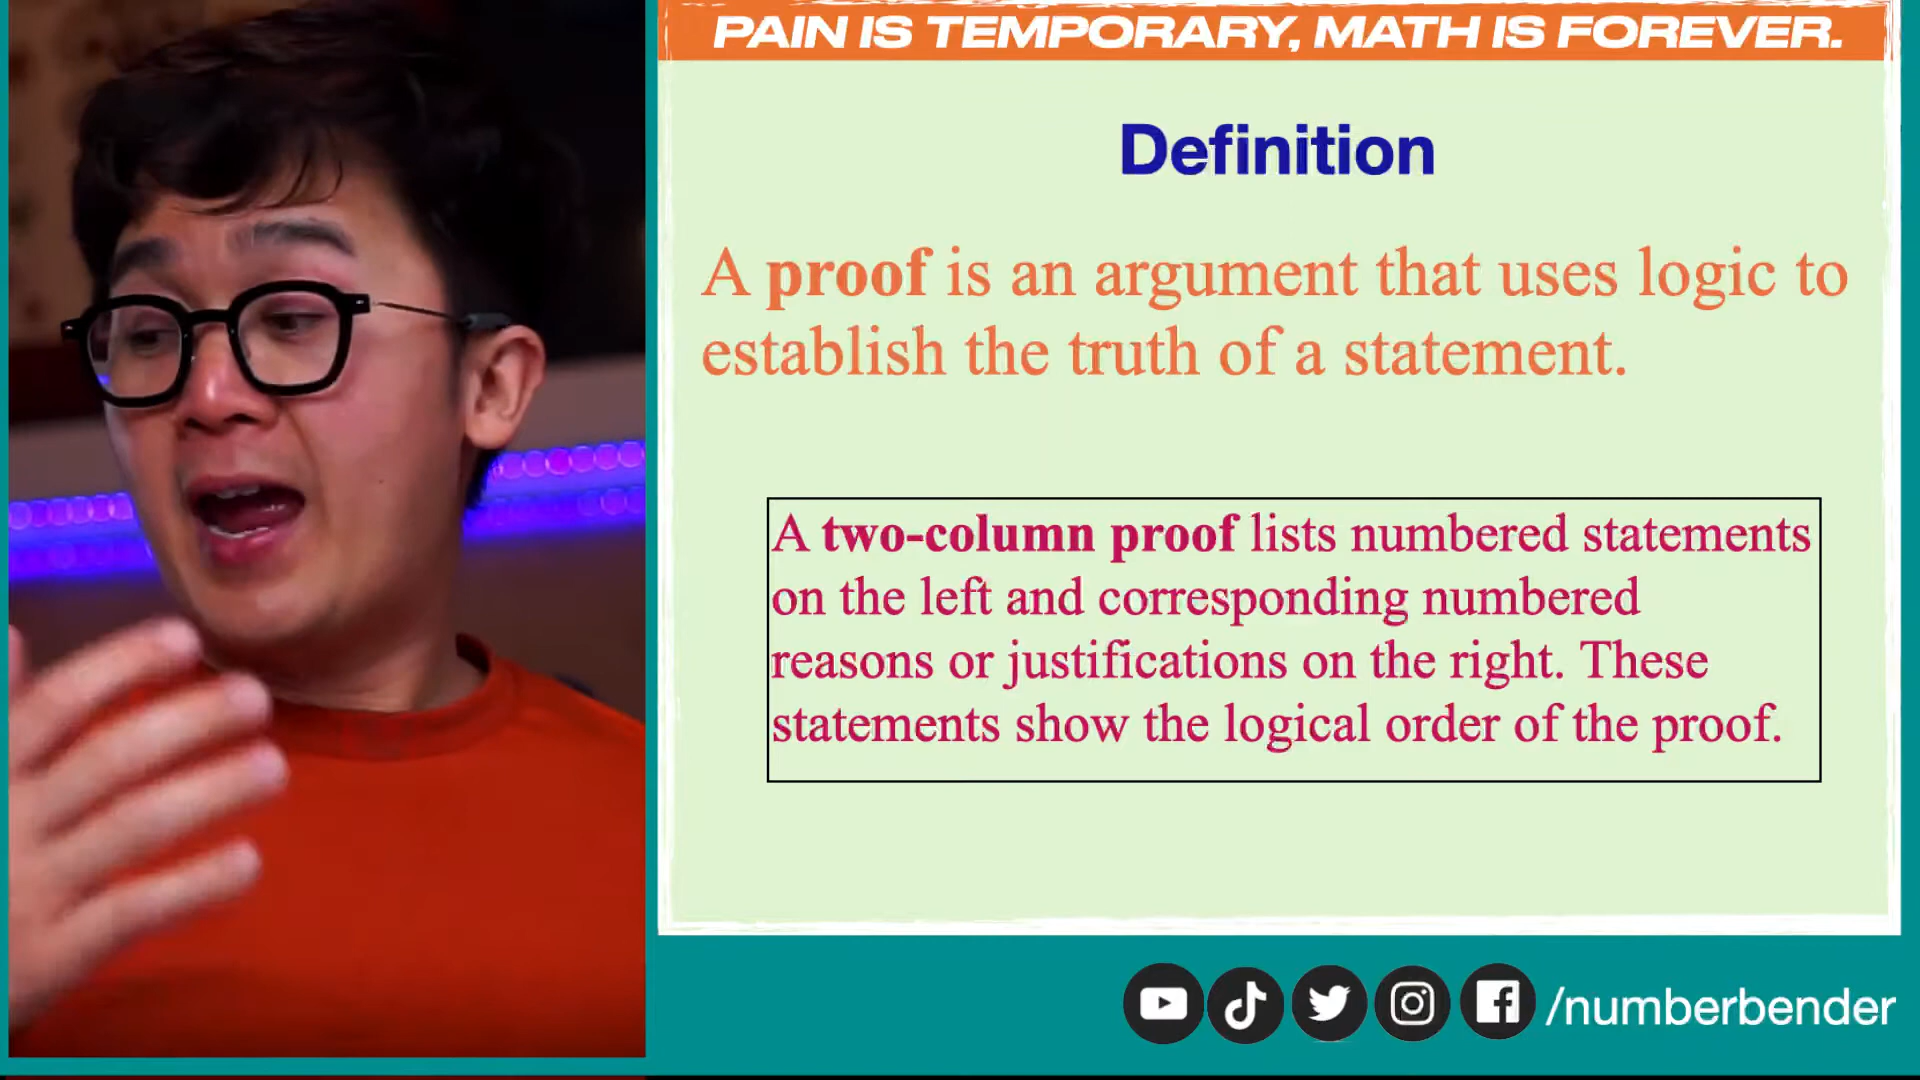 PAIN IS TEMPORARY, MATH IS FOREVER.
Definition
A proof is an argument that uses logic to
establish the truth of a statement.
A two-column proof lists numbered statements
on the left and corresponding numbered
reasons or justifications on the right. These
statements show the logical order of the proof.
/numberbender